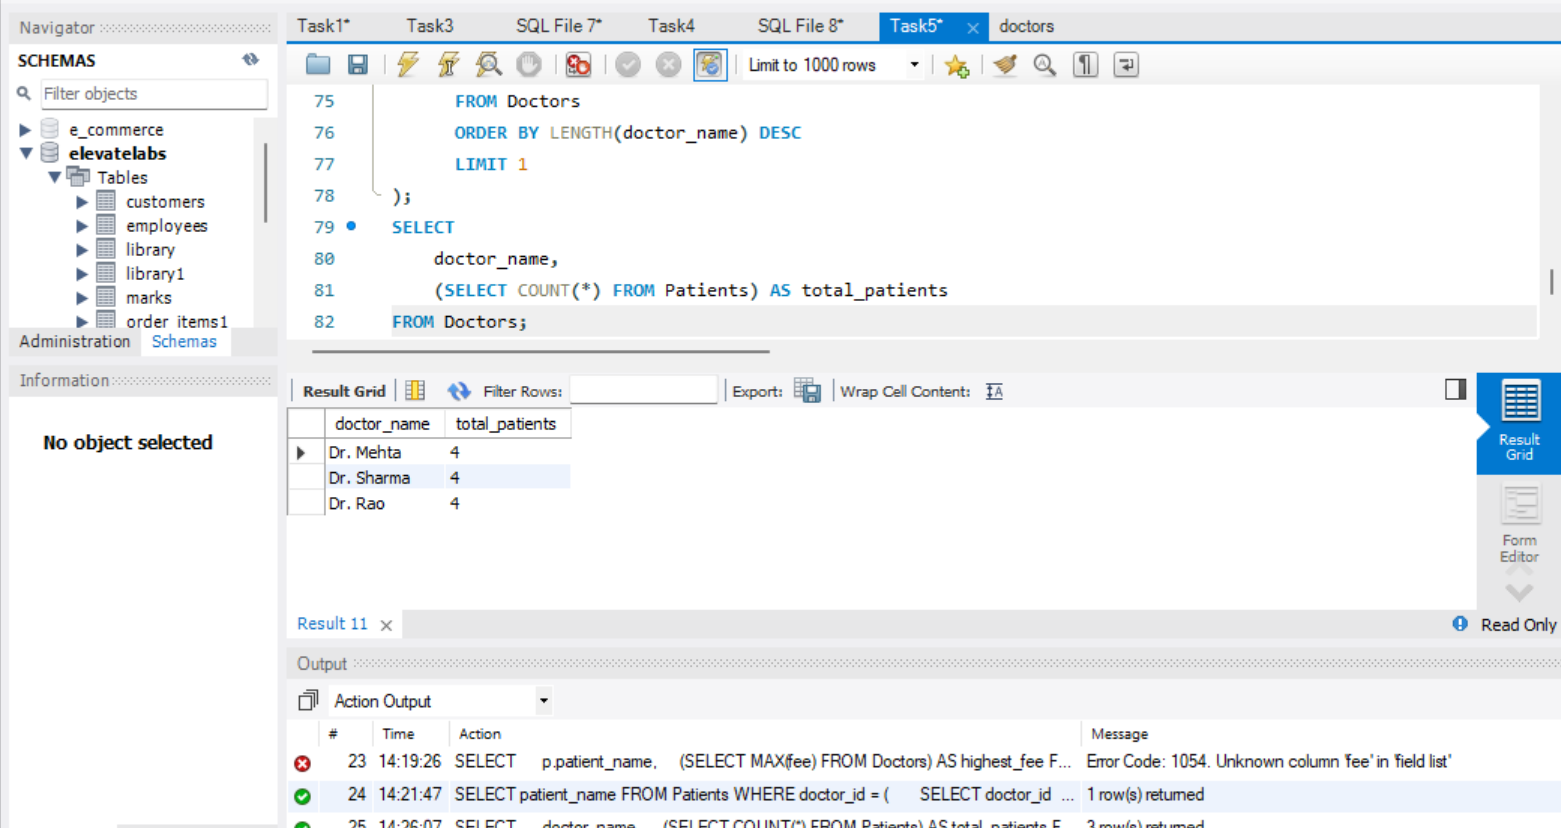 Navigator
SCHEMAS
Filter objects
e_commerce
elevatelabs
Tables
customers
employees
library
library1
marks
order_items1
Administration Schemas
Information
No object selected
Task1* Task3 SQL File 7* Task4 SQL File 8* Task5* doctors
Limit to 1000 rows
75 FROM Doctors
76 ORDER BY LENGTH(doctor_name) DESC
77 LIMIT 1
78 );
79 SELECT
80 doctor_name,
81 (SELECT COUNT(*) FROM Patients) AS total_patients
82 FROM Doctors;
Result Grid Filter Rows: Export: Wrap Cell Content:
doctor_name total_patients
Dr. Mehta 4
Dr. Sharma 4
Dr. Rao 4
Result
Grid
Form
Editor
Result 11
Read Only
Output
Action Output
# Time Action Message
23 14:19:26 SELECT p.patient_name, (SELECT MAX(fee) FROM Doctors) AS highest_fee F... Error Code: 1054. Unknown column 'fee' in 'field list'
24 14:21:47 SELECT patient_name FROM Patients WHERE doctor_id = ( SELECT doctor_id ... 1 row(s) returned
25 14:26:07 SELECT doctor_name, (SELECT COUNT(*) FROM Patients) AS total_patients F... 3 row(s) returned